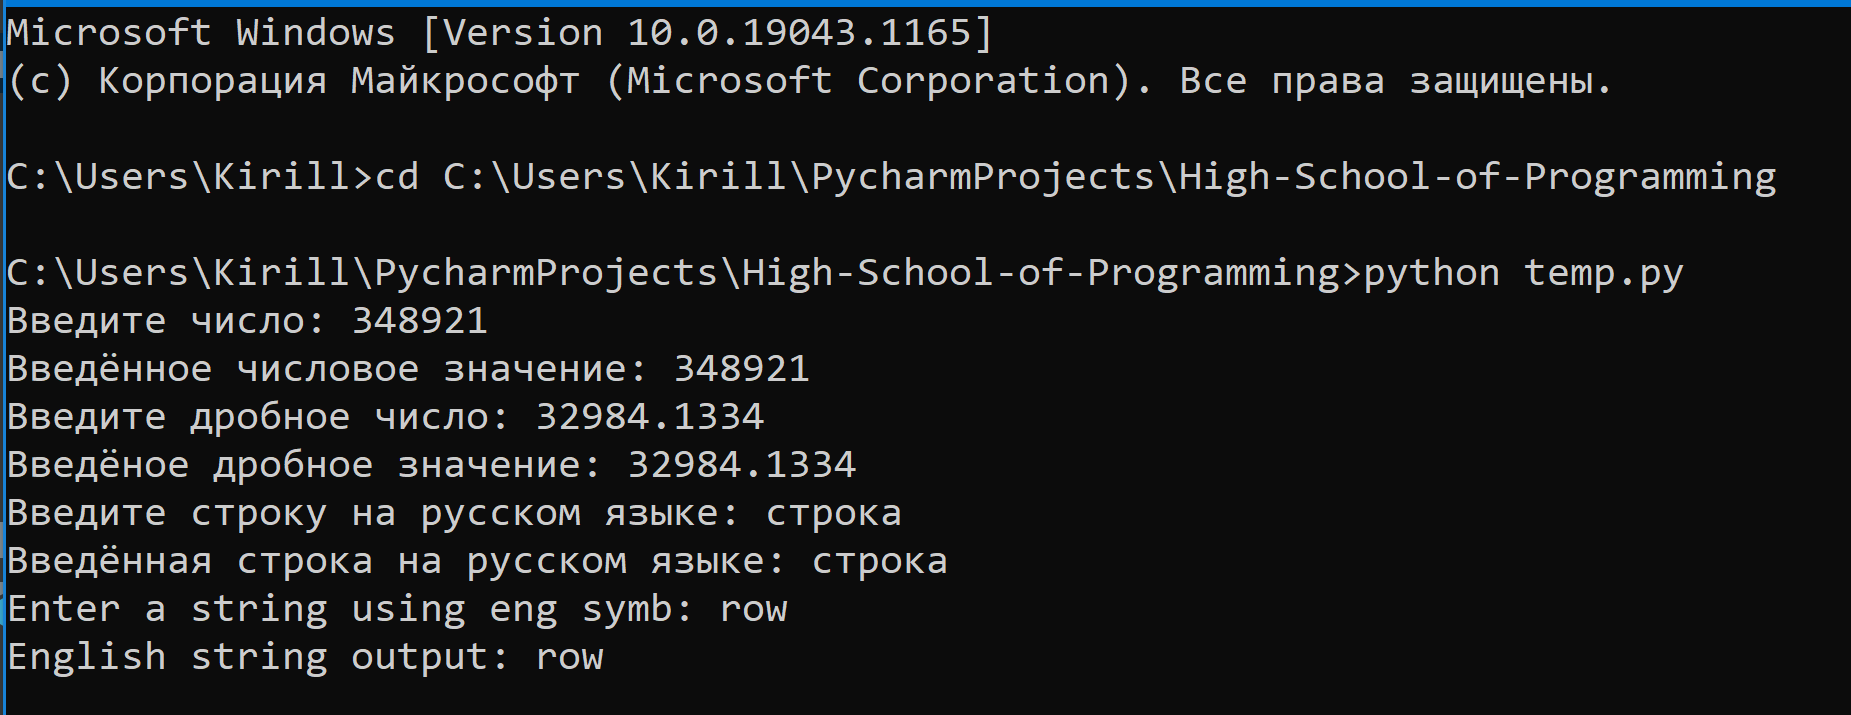 Microsoft Windows [Version 10.0.19043.1165]
(c) Корпорация Майкрософт (Microsoft Corporation). Все права защищены.
C:\Users\Kirill>cd C:\Users\Kirill\PycharmProjects\High-School-of-Programming
C:\Users\Kirill\PycharmProjects\High-School-of-Programming>python temp.py
Введите число: 348921
Введённое числовое значение: 348921
Введите дробное число: 32984.1334
Введёное дробное значение: 32984.1334
Введите строку на русском языке: строка
Введённая строка на русском языке: строка
Enter a string using eng symb: row
English string output: row